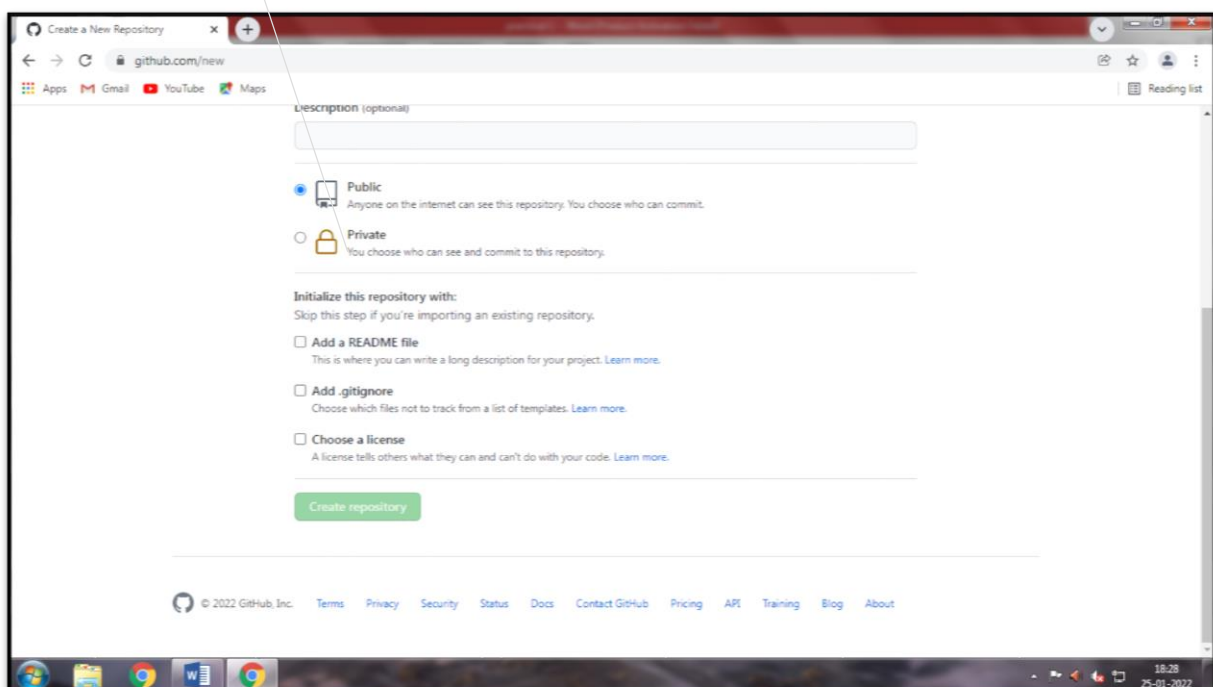 Create a New Repository
github.com/new
Apps Gmail YouTube Maps Reading list
Description (optional)
Public
Anyone on the internet can see this repository. You choose who can commit.
Private
You choose who can see and commit to this repository.
Initialize this repository with:
Skip this step if you're importing an existing repository.
Add a README file
This is where you can write a long description for your project. Learn more.
Add .gitignore
Choose which files not to track from a list of templates. Learn more.
Choose a license
A license tells others what they can and can't do with your code. Learn more.
Create repository
© 2022 GitHub, Inc. Terms Privacy Security Status Docs Contact GitHub Pricing API Training Blog About
18:28
25-01-2022